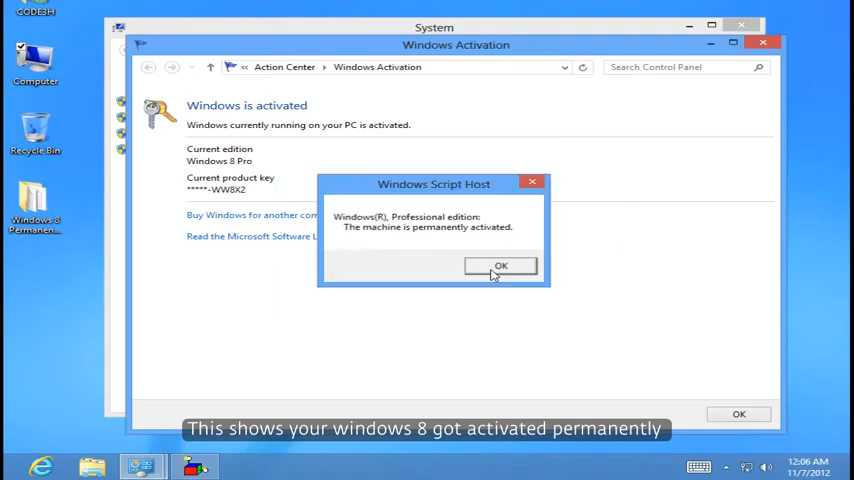 CODE3H
System
Windows Activation
Action Center
Windows Activation
Search Control Panel
Computer
Windows is activated
Windows currently running on your PC is activated.
Recycle Bin
Current edition
Windows 8 Pro
Current product key
*****-WW8X2
Windows Script Host
Buy Windows for another com
Windows(R), Professional edition:
The machine is permanently activated.
Windows 8
Permanen...
Read the Microsoft Software L
OK
OK
This shows your windows 8 got activated permanently
12:06 AM
11/7/2012